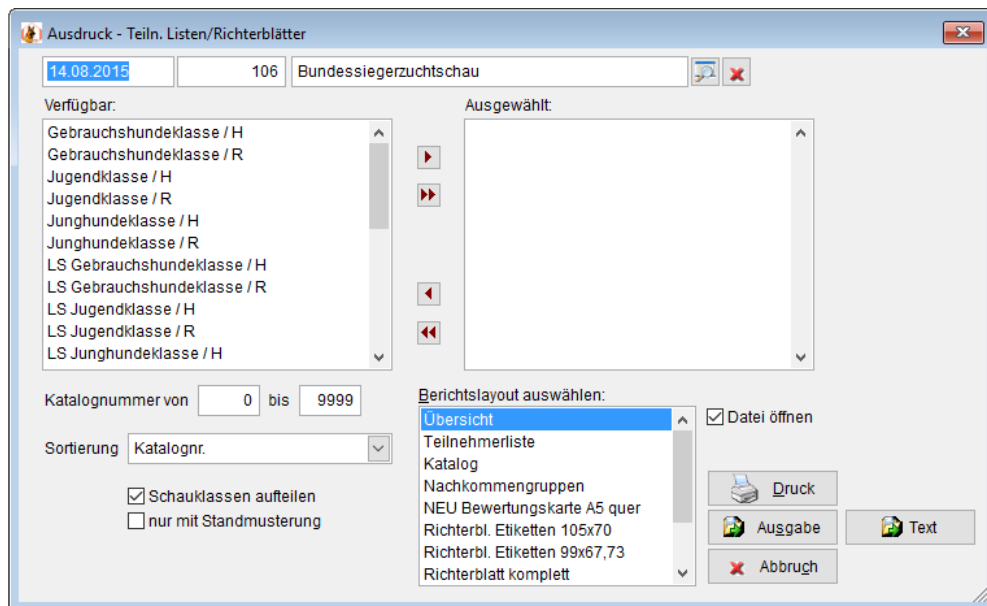 Ausdruck - Teiln. Listen/Richterblätter
14.08.2015 106 Bundessiegerzuchtschau
Verfügbar: Ausgewählt:
Gebrauchshundeklasse / H
Gebrauchshundeklasse / R
Jugendklasse / H
Jugendklasse / R
Junghundeklasse / H
Junghundeklasse / R
LS Gebrauchshundeklasse / H
LS Gebrauchshundeklasse / R
LS Jugendklasse / H
LS Jugendklasse / R
LS Junghundeklasse / H
Katalognummer von 0 bis 9999
Sortierung Katalognr.
Schauklassen aufteilen
nur mit Standmusterung
Berichtslayout auswählen:
Übersicht
Teilnehmerliste
Katalog
Nachkommengruppen
NEU Bewertungskarte A5 quer
Richterbl. Etiketten 105x70
Richterbl. Etiketten 99x67,73
Richterblatt komplett
Datei öffnen
Druck
Ausgabe Text
Abbruch